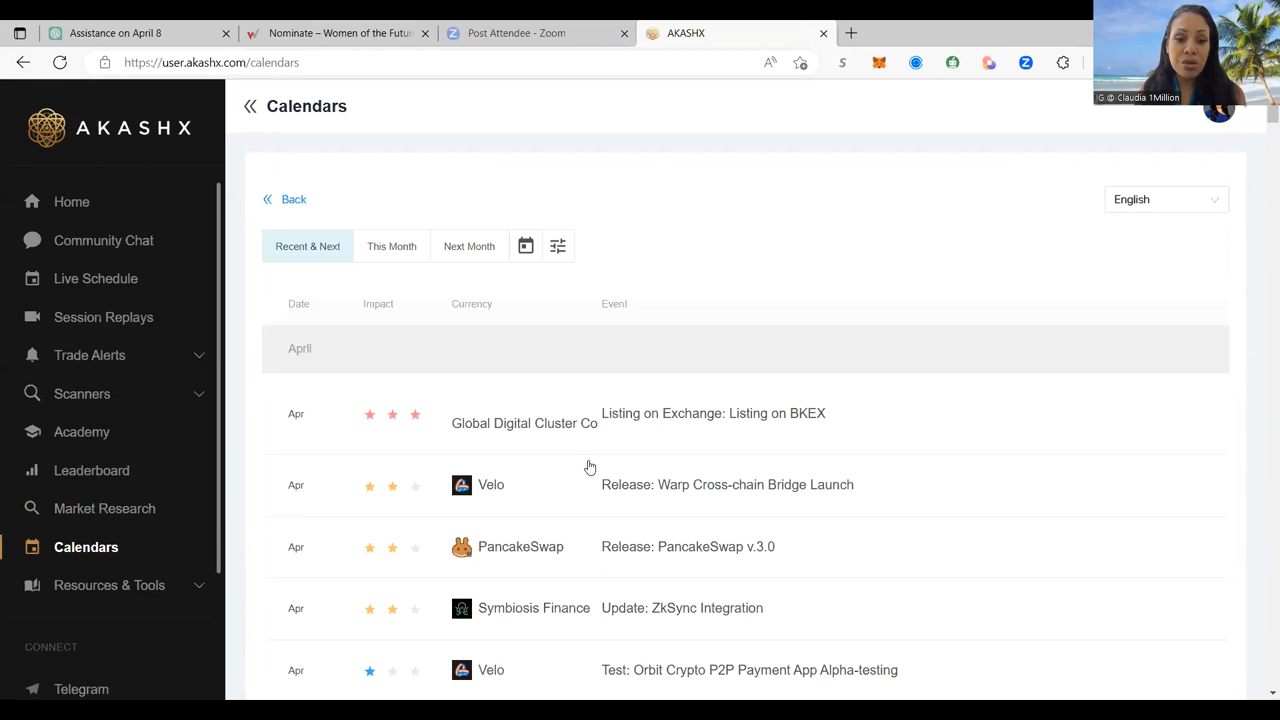 Assistance on April 8
Nominate – Women of the Futur
Post Attendee - Zoom
AKASHX
https://user.akashx.com/calendars
IG @ Claudia 1Million
AKASHX
Calendars
Home
Community Chat
Live Schedule
Session Replays
Trade Alerts
Scanners
Academy
Leaderboard
Market Research
Calendars
Resources & Tools
CONNECT
Telegram
Back
English
Recent & Next
This Month
Next Month
Date Impact Currency Event
April
Apr Global Digital Cluster Co Listing on Exchange: Listing on BKEX
Apr Velo Release: Warp Cross-chain Bridge Launch
Apr PancakeSwap Release: PancakeSwap v.3.0
Apr Symbiosis Finance Update: ZkSync Integration
Apr Velo Test: Orbit Crypto P2P Payment App Alpha-testing